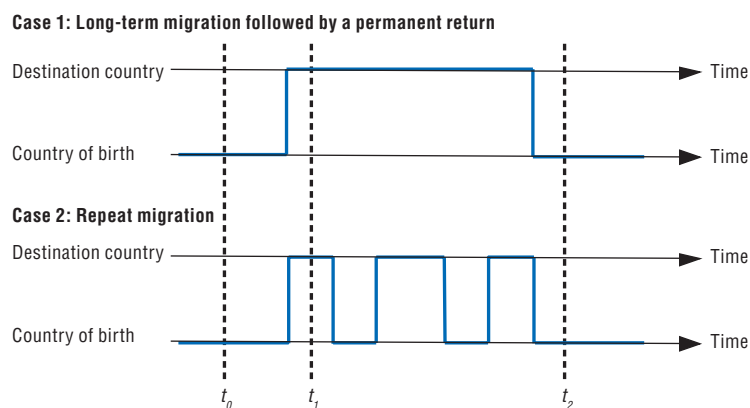 Case 1: Long-term migration followed by a permanent return
Destination country
Time
Country of birth
Time
Case 2: Repeat migration
Destination country
Time
Country of birth
Time
t0 t1 t2